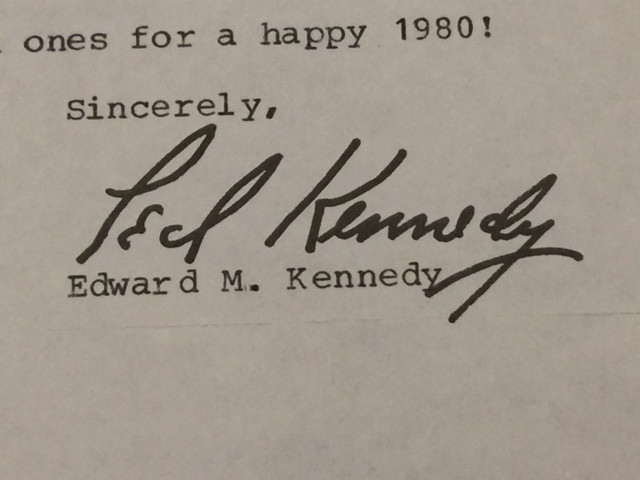 ones for a happy 1980!
Sincerely,
Ted Kennedy
Edward M. Kennedy